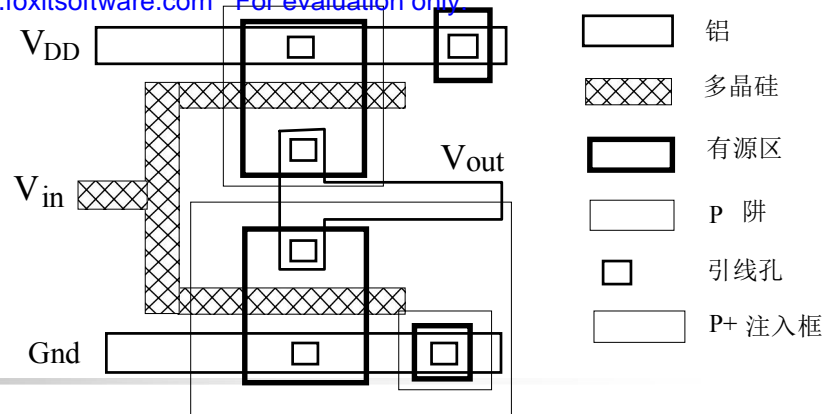 .foxitsoftware.com For evaluation only.
VDD
铝
多晶硅
有源区
Vout
Vin
P 阱
引线孔
P+ 注入框
Gnd